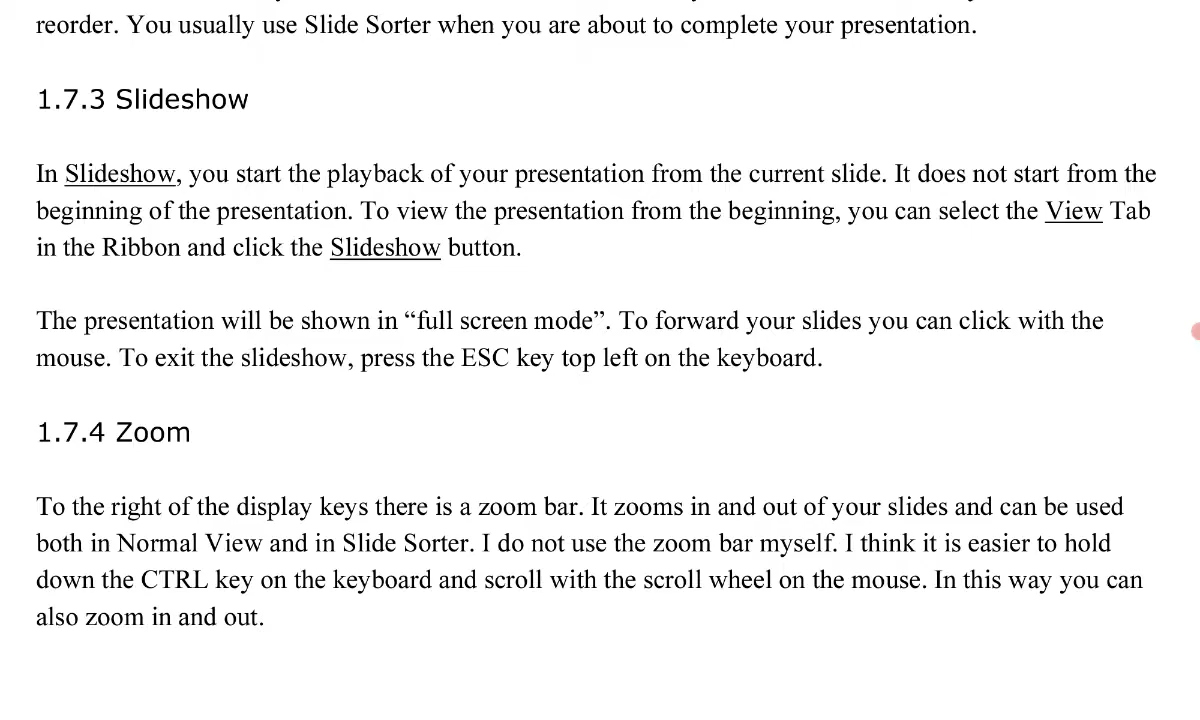 reorder. You usually use Slide Sorter when you are about to complete your presentation.
1.7.3 Slideshow
In Slideshow, you start the playback of your presentation from the current slide. It does not start from the
beginning of the presentation. To view the presentation from the beginning, you can select the View Tab
in the Ribbon and click the Slideshow button.
The presentation will be shown in “full screen mode”. To forward your slides you can click with the
mouse. To exit the slideshow, press the ESC key top left on the keyboard.
1.7.4 Zoom
To the right of the display keys there is a zoom bar. It zooms in and out of your slides and can be used
both in Normal View and in Slide Sorter. I do not use the zoom bar myself. I think it is easier to hold
down the CTRL key on the keyboard and scroll with the scroll wheel on the mouse. In this way you can
also zoom in and out.